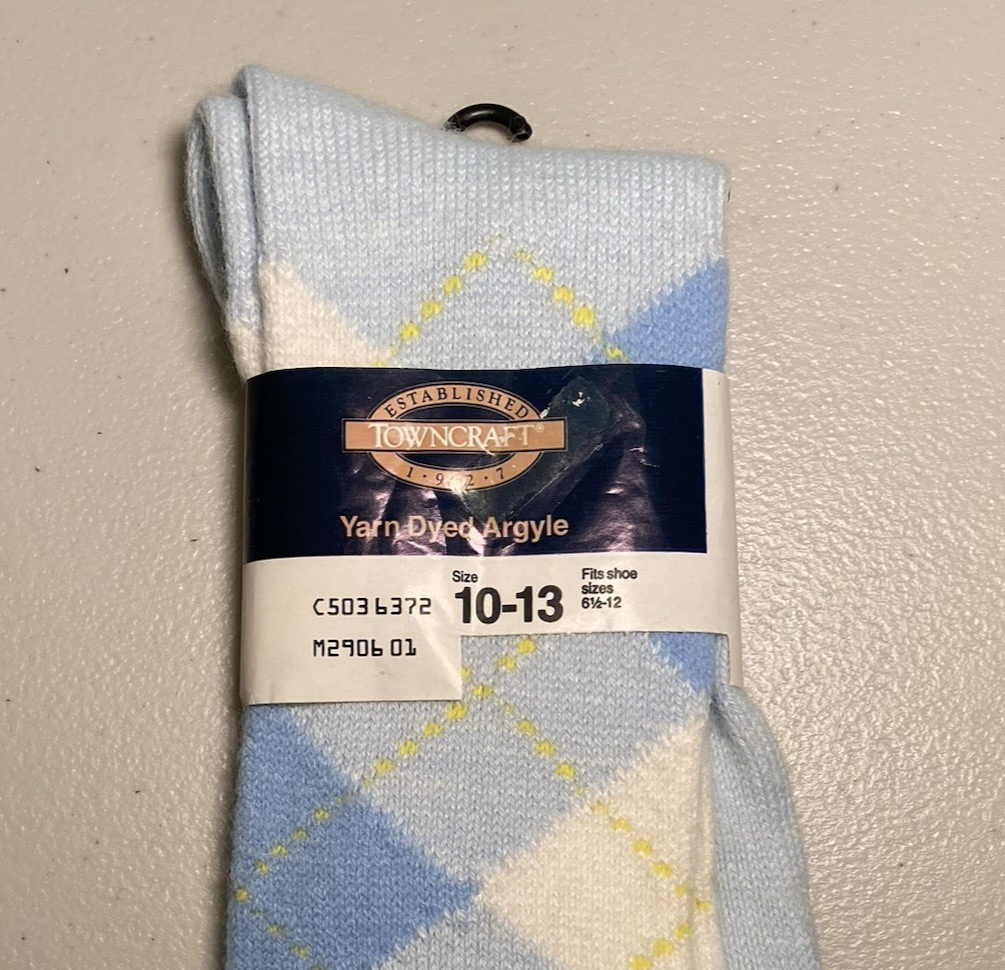 ESTABLISHED
TOWNCRAFT®
1·9·2·7
Yarn Dyed Argyle
Size
10-13
Fits shoe
sizes
6½-12
C5036372
M2906 01